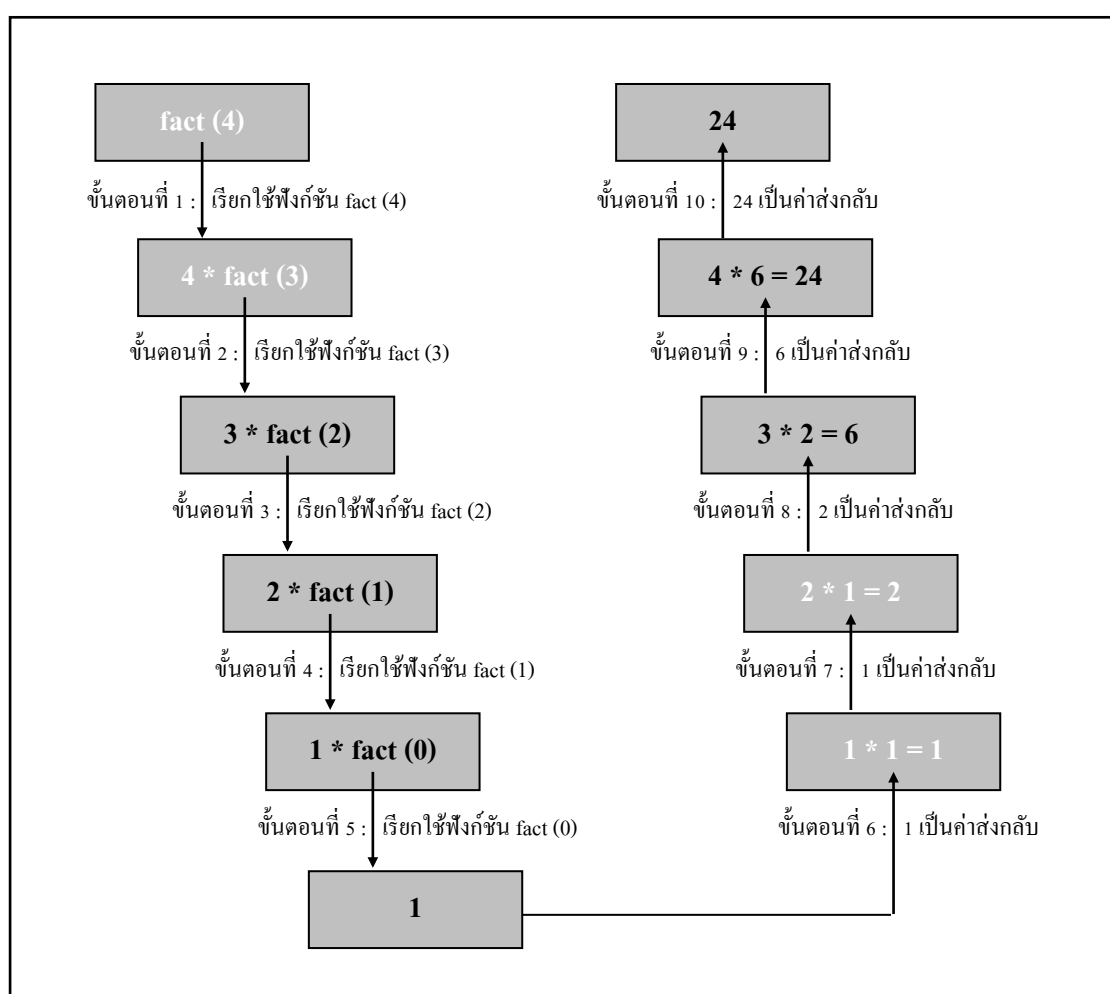 fact (4)
ขั้นตอนที่ 1 : เรียกใช้ฟังก์ชัน fact (4)
4 * fact (3)
ขั้นตอนที่ 2 : เรียกใช้ฟังก์ชัน fact (3)
3 * fact (2)
ขั้นตอนที่ 3 : เรียกใช้ฟังก์ชัน fact (2)
2 * fact (1)
ขั้นตอนที่ 4 : เรียกใช้ฟังก์ชัน fact (1)
1 * fact (0)
ขั้นตอนที่ 5 : เรียกใช้ฟังก์ชัน fact (0)
1
24
ขั้นตอนที่ 10 : 24 เป็นค่าส่งกลับ
4 * 6 = 24
ขั้นตอนที่ 9 : 6 เป็นค่าส่งกลับ
3 * 2 = 6
ขั้นตอนที่ 8 : 2 เป็นค่าส่งกลับ
2 * 1 = 2
ขั้นตอนที่ 7 : 1 เป็นค่าส่งกลับ
1 * 1 = 1
ขั้นตอนที่ 6 : 1 เป็นค่าส่งกลับ